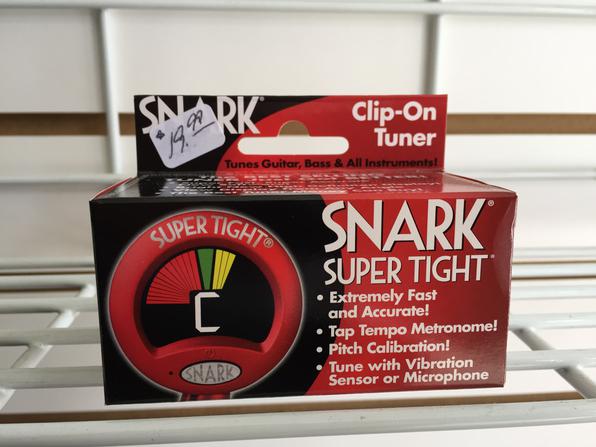 SNARK®
$19.99
Clip-On
Tuner
Tunes Guitar, Bass & All Instruments!
SUPER TIGHT®
C
SNARK
SNARK®
SUPER TIGHT®
• Extremely Fast
and Accurate!
• Tap Tempo Metronome!
• Pitch Calibration!
• Tune with Vibration
Sensor or Microphone